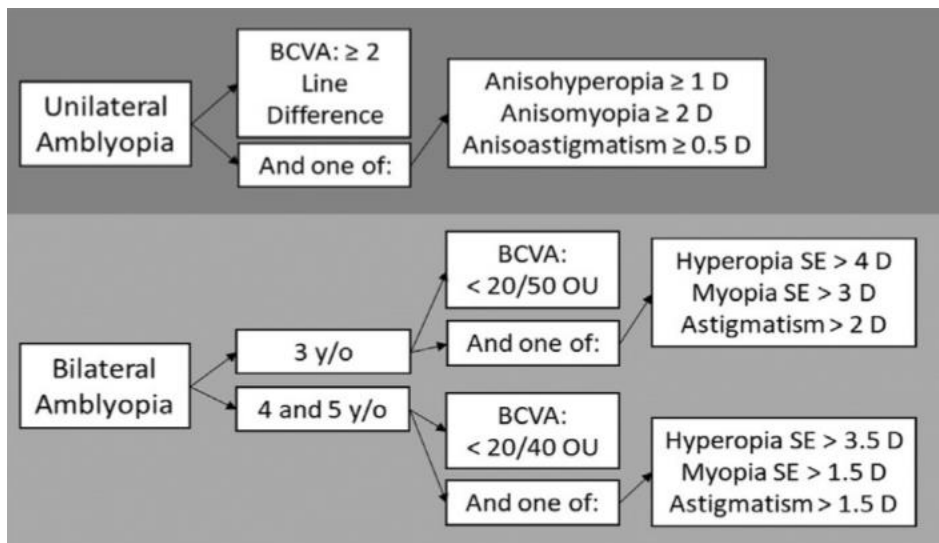 Unilateral
Amblyopia
BCVA: ≥ 2
Line
Difference
And one of:
Anisohyperopia ≥ 1 D
Anisomyopia ≥ 2 D
Anisoastigmatism ≥ 0.5 D
Bilateral
Amblyopia
3 y/o
BCVA:
< 20/50 OU
And one of:
Hyperopia SE > 4 D
Myopia SE > 3 D
Astigmatism > 2 D
4 and 5 y/o
BCVA:
< 20/40 OU
And one of:
Hyperopia SE > 3.5 D
Myopia SE > 1.5 D
Astigmatism > 1.5 D